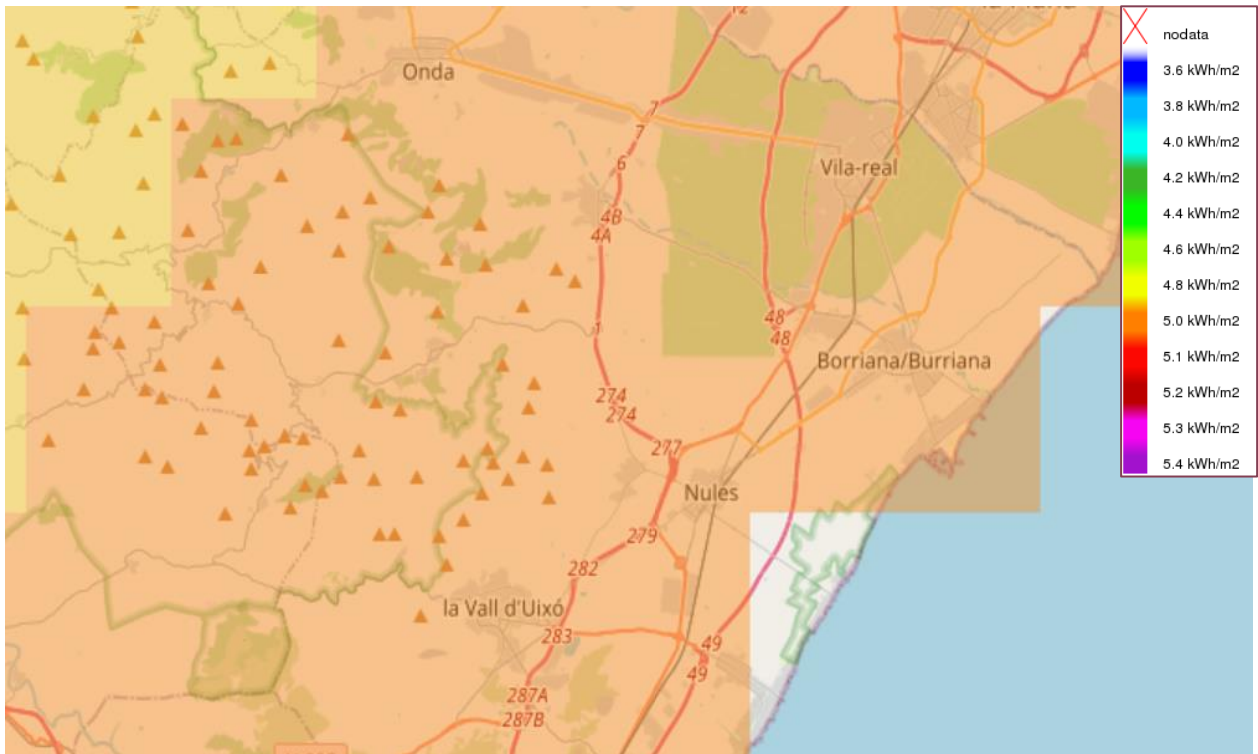 12
nodata
3.6 kWh/m2
3.8 kWh/m2
4.0 kWh/m2
4.2 kWh/m2
4.4 kWh/m2
4.6 kWh/m2
4.8 kWh/m2
5.0 kWh/m2
5.1 kWh/m2
5.2 kWh/m2
5.3 kWh/m2
5.4 kWh/m2
Onda
7
7
6
Vila-real
4B
4A
48
48
1
Borriana/Burriana
274
274
277
Nules
279
282
la Vall d'Uixó
283
49
49
287A
287B